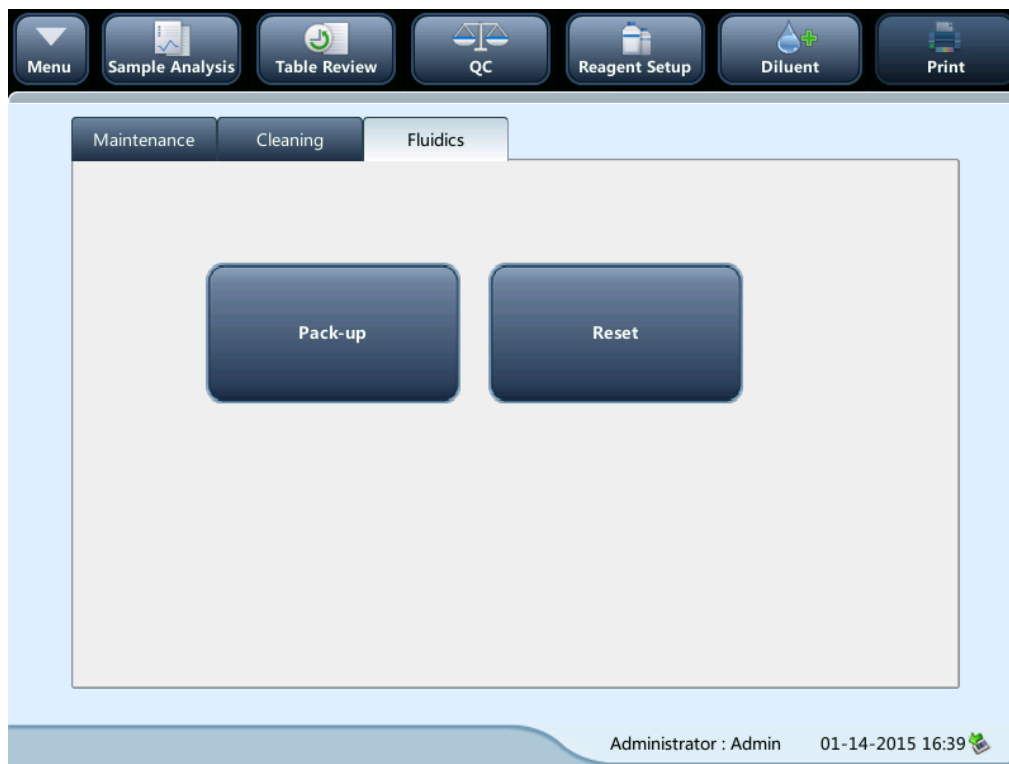 Menu
Sample Analysis
Table Review
QC
Reagent Setup
Diluent
Print
Maintenance
Cleaning
Fluidics
Pack-up
Reset
Administrator : Admin
01-14-2015 16:39